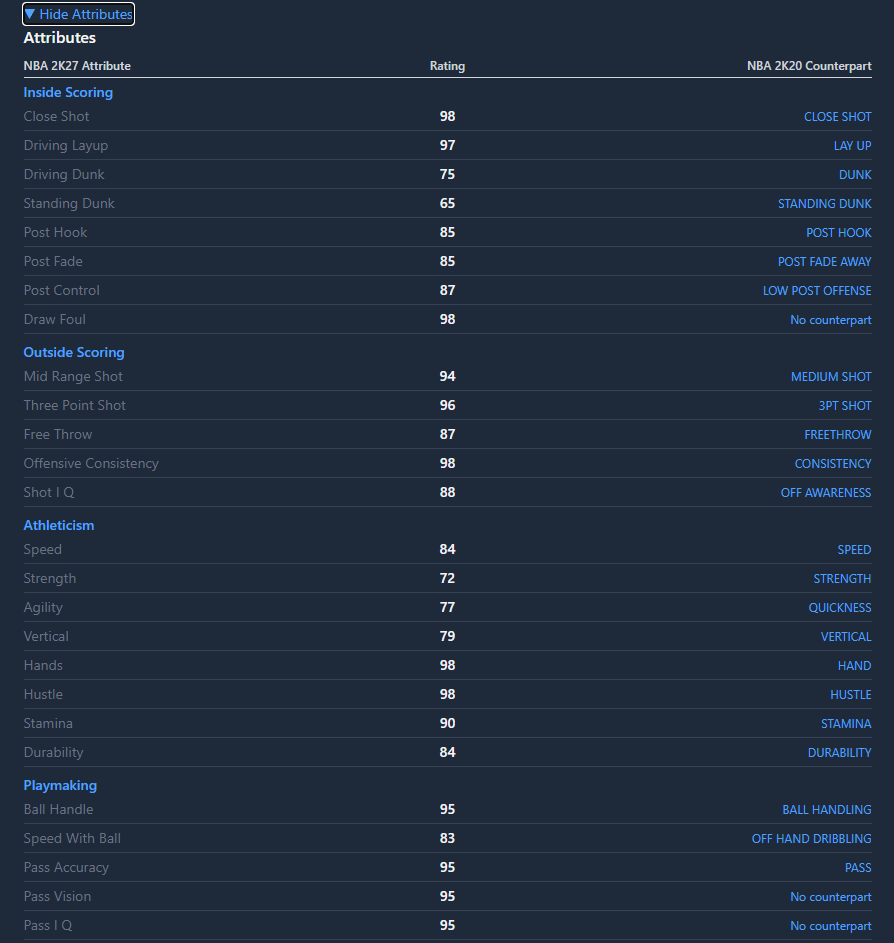 ▼ Hide Attributes
Attributes
NBA 2K27 Attribute Rating NBA 2K20 Counterpart
Inside Scoring
Close Shot 98 CLOSE SHOT
Driving Layup 97 LAY UP
Driving Dunk 75 DUNK
Standing Dunk 65 STANDING DUNK
Post Hook 85 POST HOOK
Post Fade 85 POST FADE AWAY
Post Control 87 LOW POST OFFENSE
Draw Foul 98 No counterpart
Outside Scoring
Mid Range Shot 94 MEDIUM SHOT
Three Point Shot 96 3PT SHOT
Free Throw 87 FREETHROW
Offensive Consistency 98 CONSISTENCY
Shot I Q 88 OFF AWARENESS
Athleticism
Speed 84 SPEED
Strength 72 STRENGTH
Agility 77 QUICKNESS
Vertical 79 VERTICAL
Hands 98 HAND
Hustle 98 HUSTLE
Stamina 90 STAMINA
Durability 84 DURABILITY
Playmaking
Ball Handle 95 BALL HANDLING
Speed With Ball 83 OFF HAND DRIBBLING
Pass Accuracy 95 PASS
Pass Vision 95 No counterpart
Pass I Q 95 No counterpart